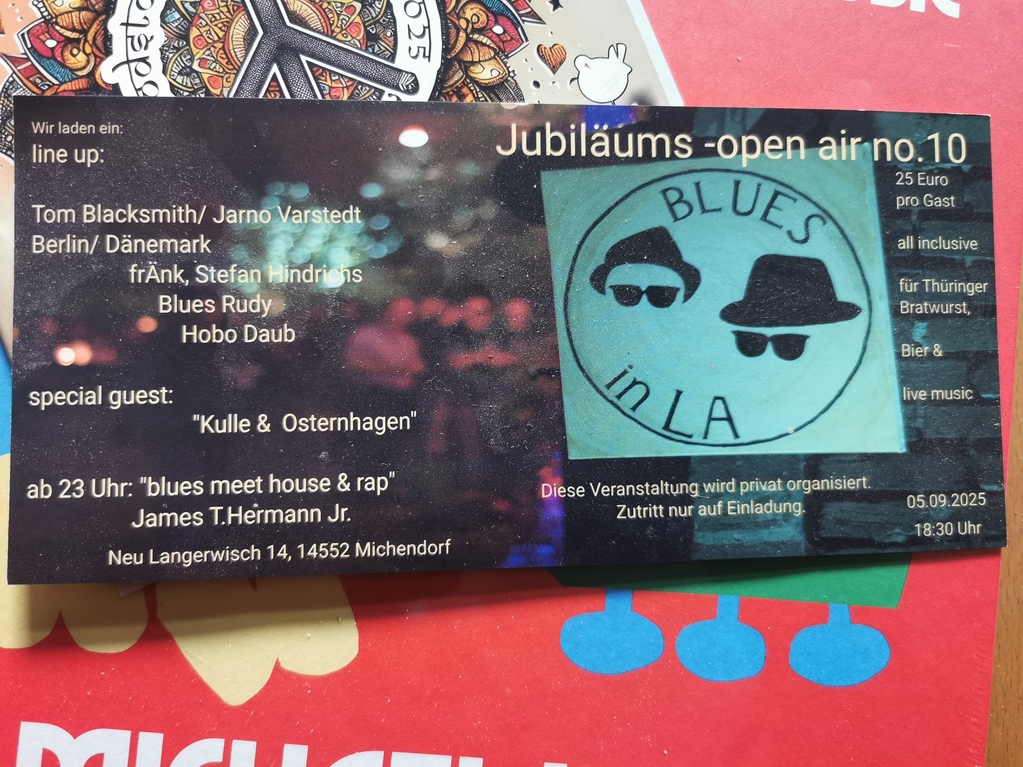 2025
Wir laden ein:
line up:
Tom Blacksmith/ Jarno Varstedt
Berlin/ Dänemark
frÄnk, Stefan Hindrichs
Blues Rudy
Hobo Daub
special guest:
"Kulle & Osternhagen"
ab 23 Uhr: "blues meet house & rap"
James T.Hermann Jr.
Neu Langerwisch 14, 14552 Michendorf
Jubiläums -open air no.10
BLUES
in LA
25 Euro
pro Gast
all inclusive
für Thüringer
Bratwurst,
Bier &
live music
Diese Veranstaltung wird privat organisiert.
Zutritt nur auf Einladung.
05.09.2025
18:30 Uhr